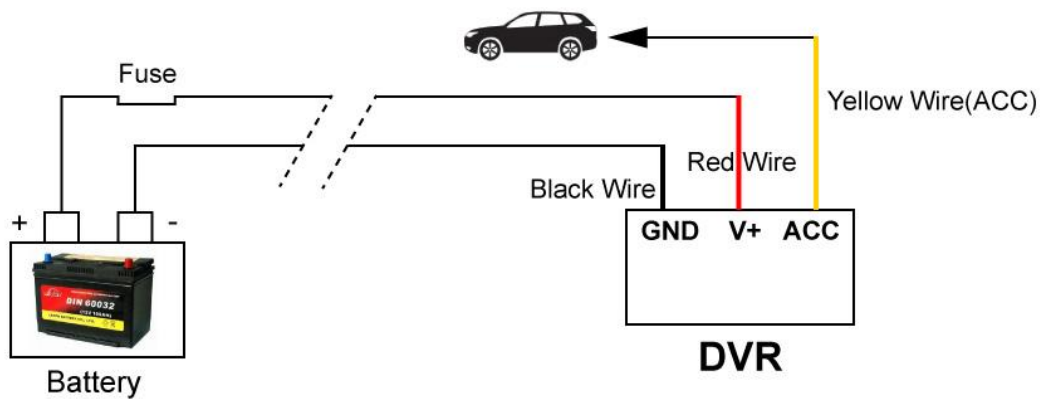 Fuse
Yellow Wire(ACC)
Red Wire
Black Wire
+ -
GND V+ ACC
DIN 60032
DVR
Battery